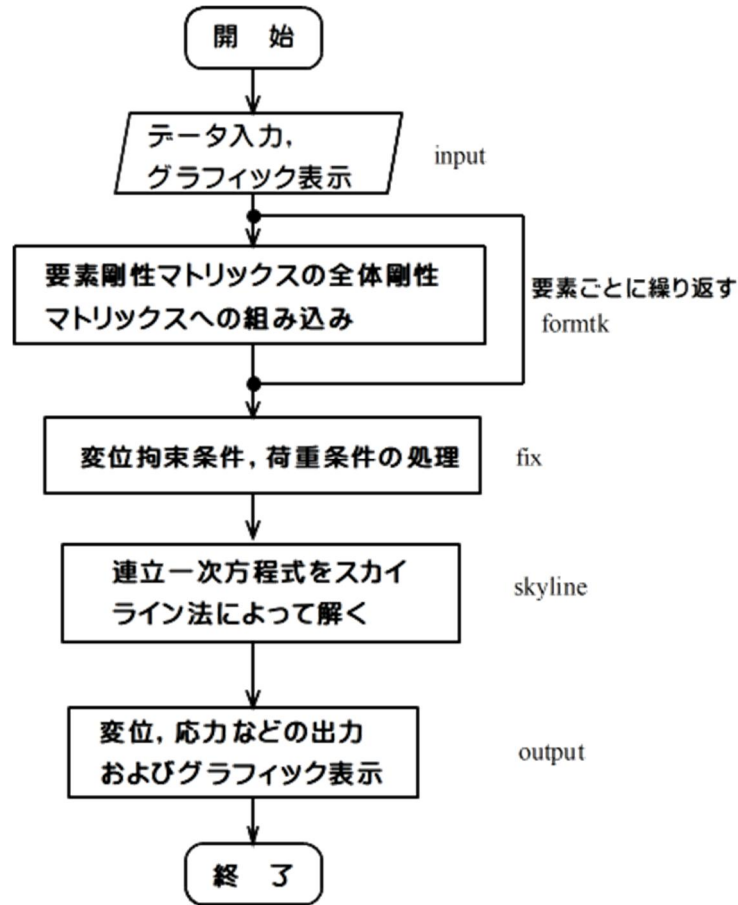 開 始
データ入力,
グラフィック表示
input
要素剛性マトリックスの全体剛性
マトリックスへの組み込み
要素ごとに繰り返す
formtk
変位拘束条件, 荷重条件の処理
fix
連立一次方程式をスカイ
ライン法によって解く
skyline
変位, 応力などの出力
およびグラフィック表示
output
終 了